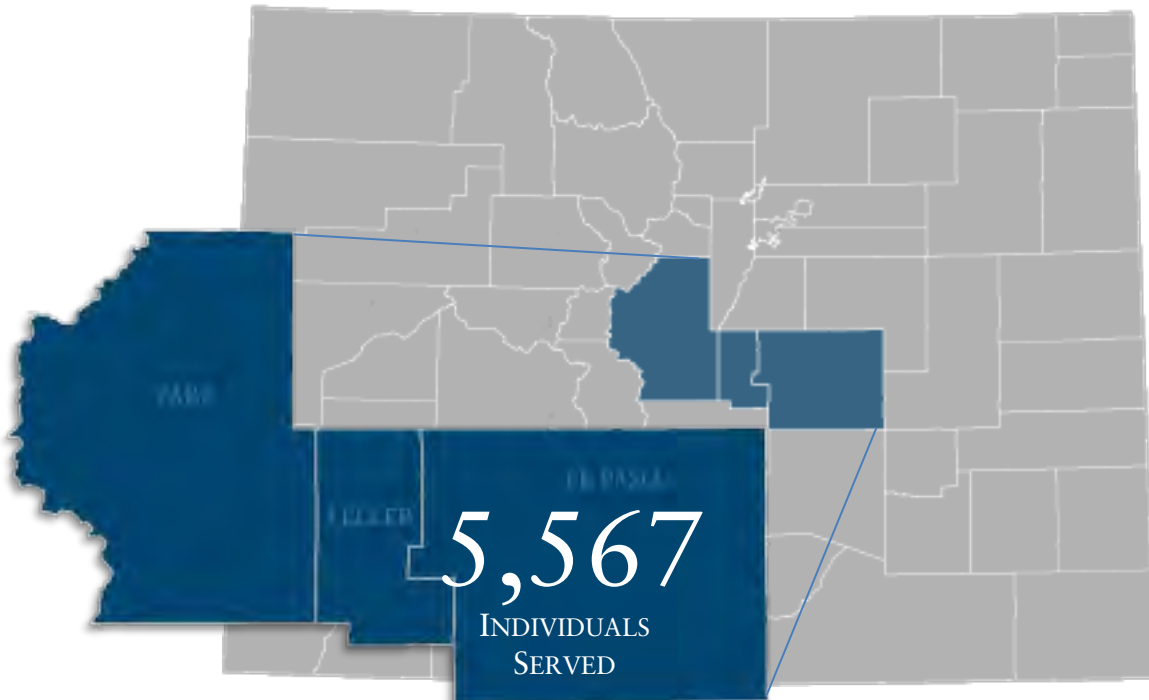 PARK
TELLER
EL PASO
5,567
INDIVIDUALS
SERVED